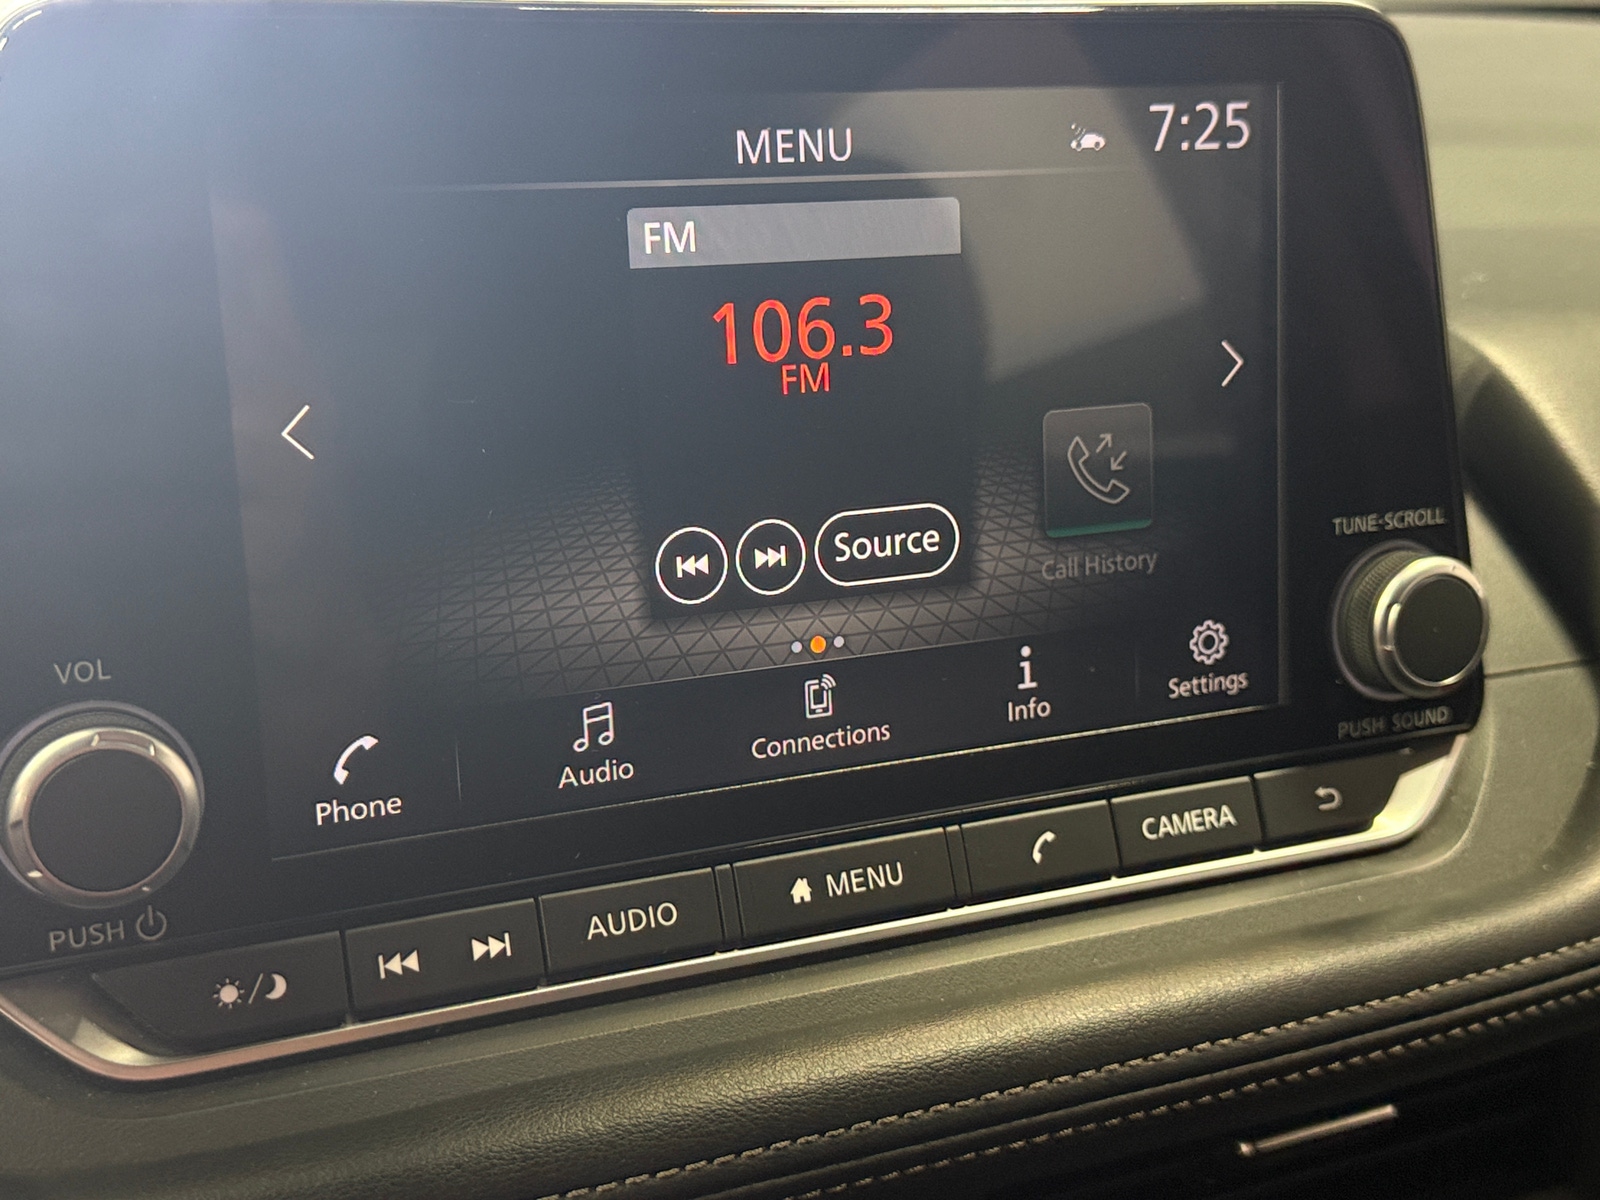 MENU
7:25
FM
106.3
FM
Source
Call History
TUNE·SCROLL
VOL
Phone
Audio
Connections
Info
Settings
PUSH SOUND
PUSH
AUDIO
MENU
CAMERA